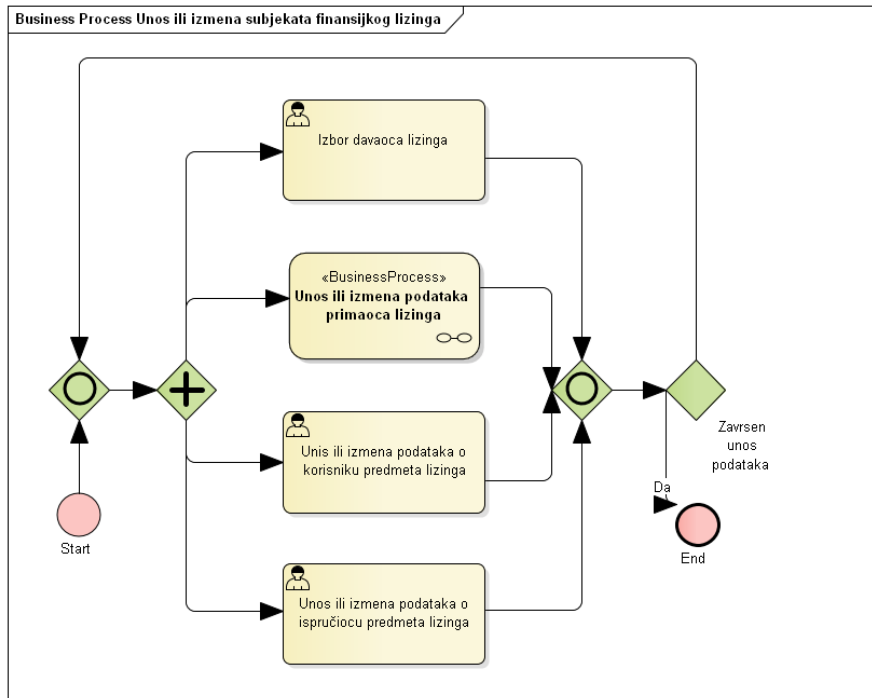 Business Process Unos ili izmena subjekata finansijkog lizinga
Izbor davaoca lizinga
«BusinessProcess»
Unos ili izmena podataka
primaoca lizinga
Unis ili izmena podataka o
korisniku predmeta lizinga
Zavrsen
unos
podataka
Da
Start
End
Unos ili izmena podataka o
ispručiocu predmeta lizinga